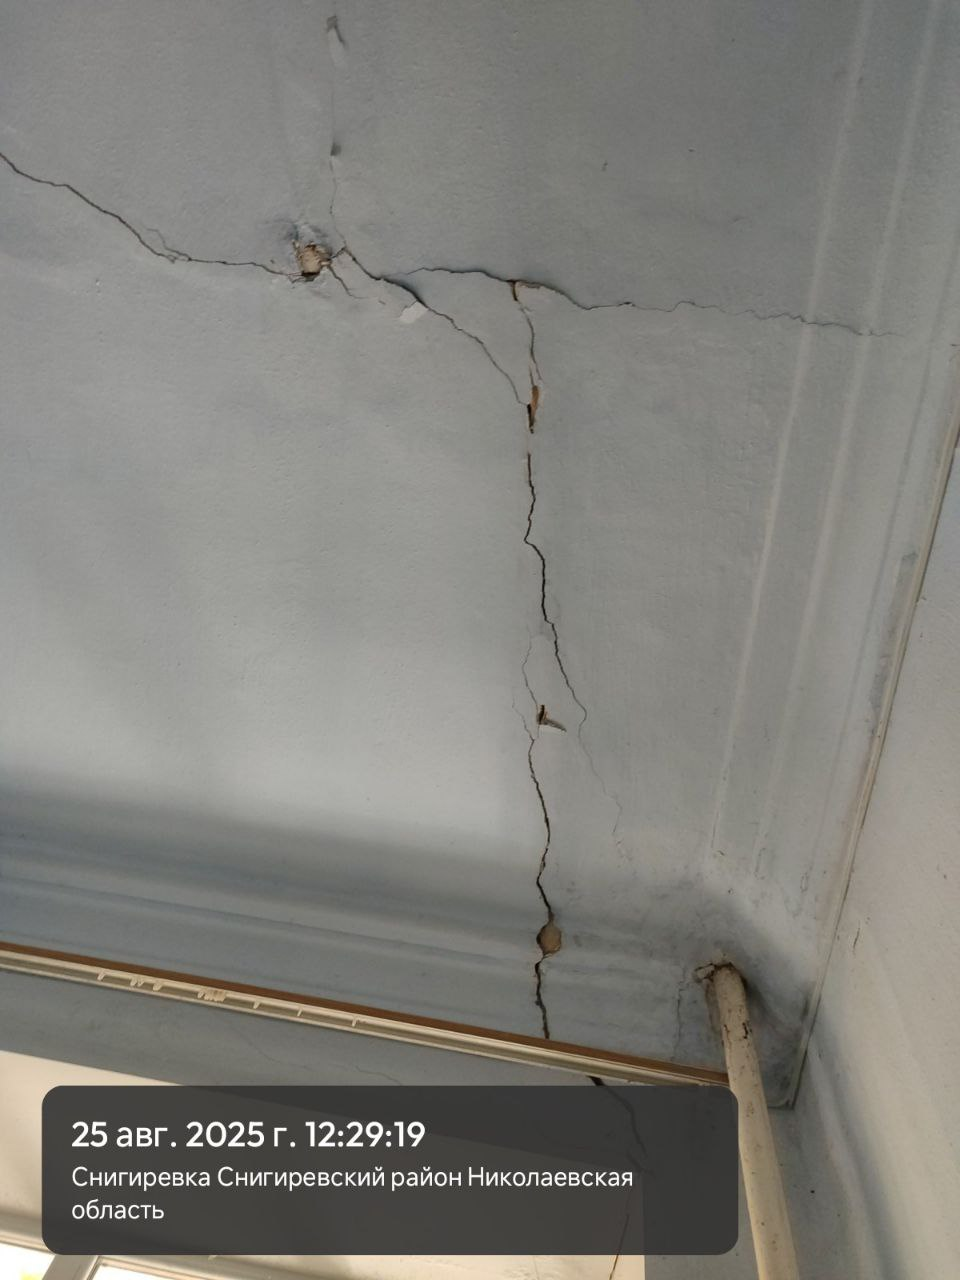 25 авг. 2025 г. 12:29:19
Снигиревка Снигиревский район Николаевская
область